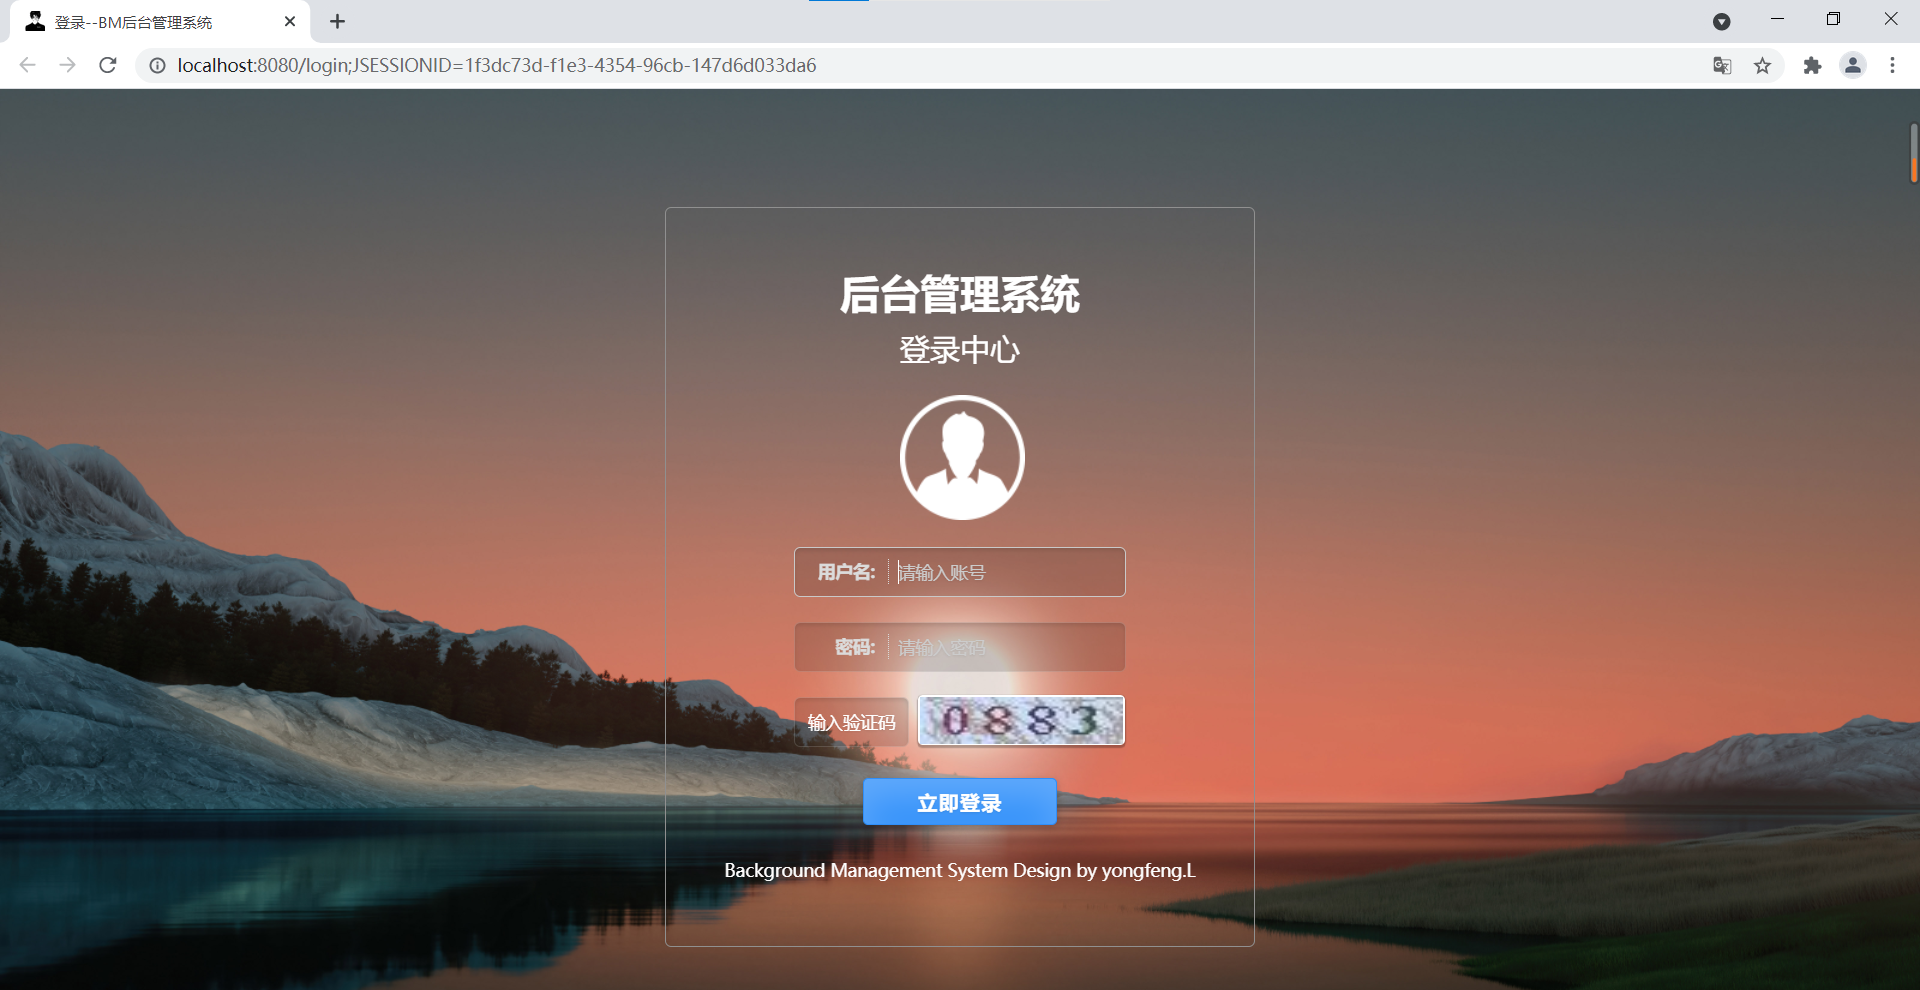 登录--BM后台管理系统
localhost:8080/login;JSESSIONID=1f3dc73d-f1e3-4354-96cb-147d6d033da6
后台管理系统
登录中心
用户名: 请输入账号
密码: 请输入密码
输入验证码 0883
立即登录
Background Management System Design by yongfeng.L